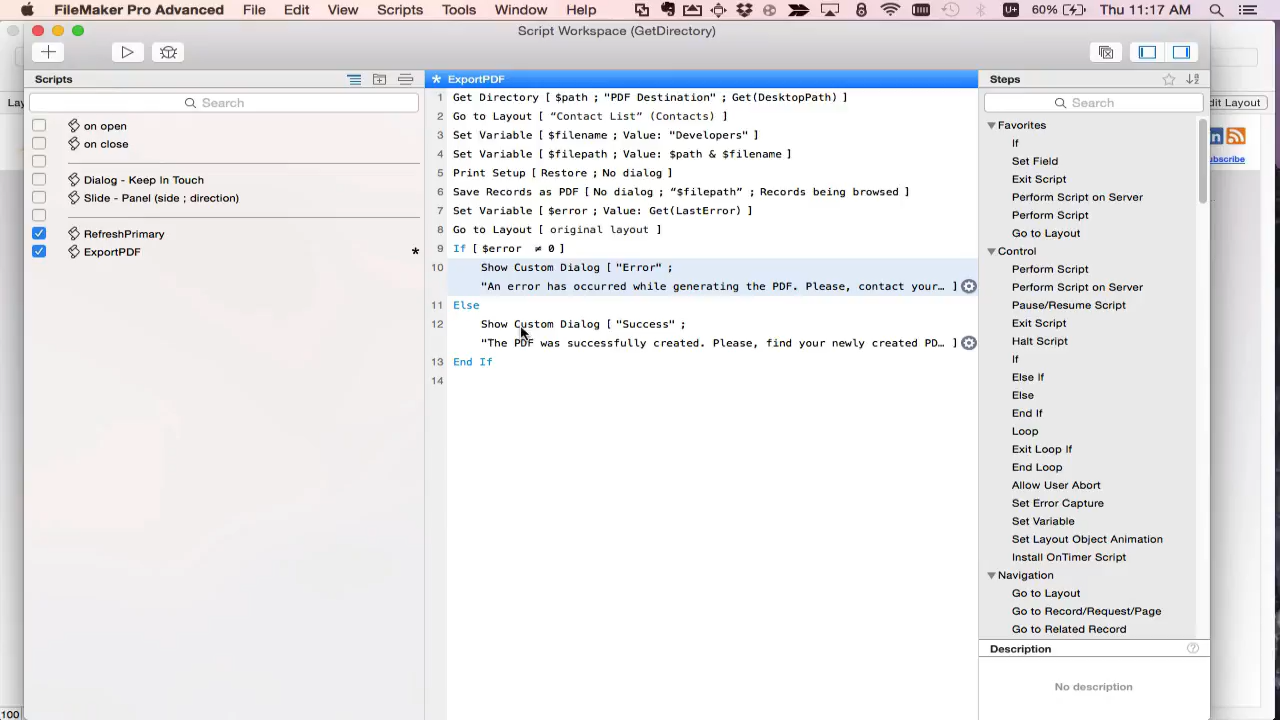 FileMaker Pro Advanced File Edit View Scripts Tools Window Help 60% Thu 11:17 AM
Script Workspace (GetDirectory)
Scripts
Search
on open
on close
Dialog - Keep In Touch
Slide - Panel (side ; direction)
RefreshPrimary
ExportPDF *
* ExportPDF
1 Get Directory [ $path ; "PDF Destination" ; Get(DesktopPath) ]
2 Go to Layout [ “Contact List” (Contacts) ]
3 Set Variable [ $filename ; Value: "Developers" ]
4 Set Variable [ $filepath ; Value: $path & $filename ]
5 Print Setup [ Restore ; No dialog ]
6 Save Records as PDF [ No dialog ; “$filepath” ; Records being browsed ]
7 Set Variable [ $error ; Value: Get(LastError) ]
8 Go to Layout [ original layout ]
9 If [ $error ≠ 0 ]
10 Show Custom Dialog [ "Error" ;
"An error has occurred while generating the PDF. Please, contact your… ]
11 Else
12 Show Custom Dialog [ "Success" ;
"The PDF was successfully created. Please, find your newly created PD… ]
13 End If
14
Steps
Search
Favorites
If
Set Field
Exit Script
Perform Script on Server
Perform Script
Go to Layout
Control
Perform Script
Perform Script on Server
Pause/Resume Script
Exit Script
Halt Script
If
Else If
Else
End If
Loop
Exit Loop If
End Loop
Allow User Abort
Set Error Capture
Set Variable
Set Layout Object Animation
Install OnTimer Script
Navigation
Go to Layout
Go to Record/Request/Page
Go to Related Record
Description
No description
Lay
dit Layout
in
ubscribe
100